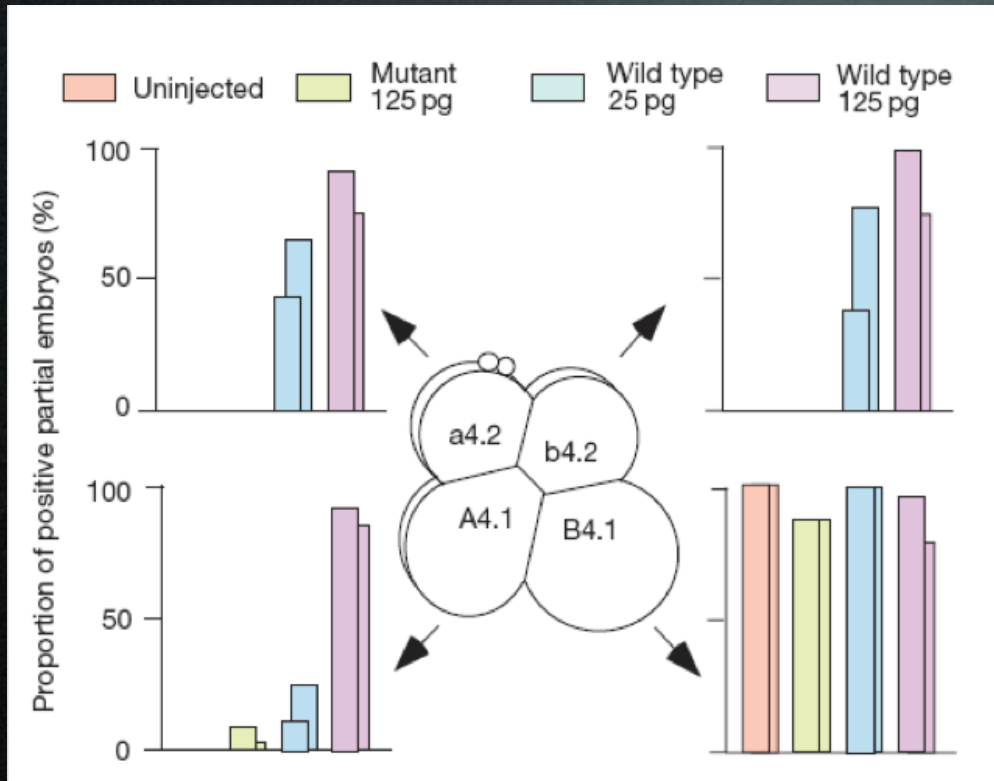 Uninjected
Mutant
125 pg
Wild type
25 pg
Wild type
125 pg
Proportion of positive partial embryos (%)
100
50
0
a4.2
b4.2
A4.1
B4.1
100
50
0